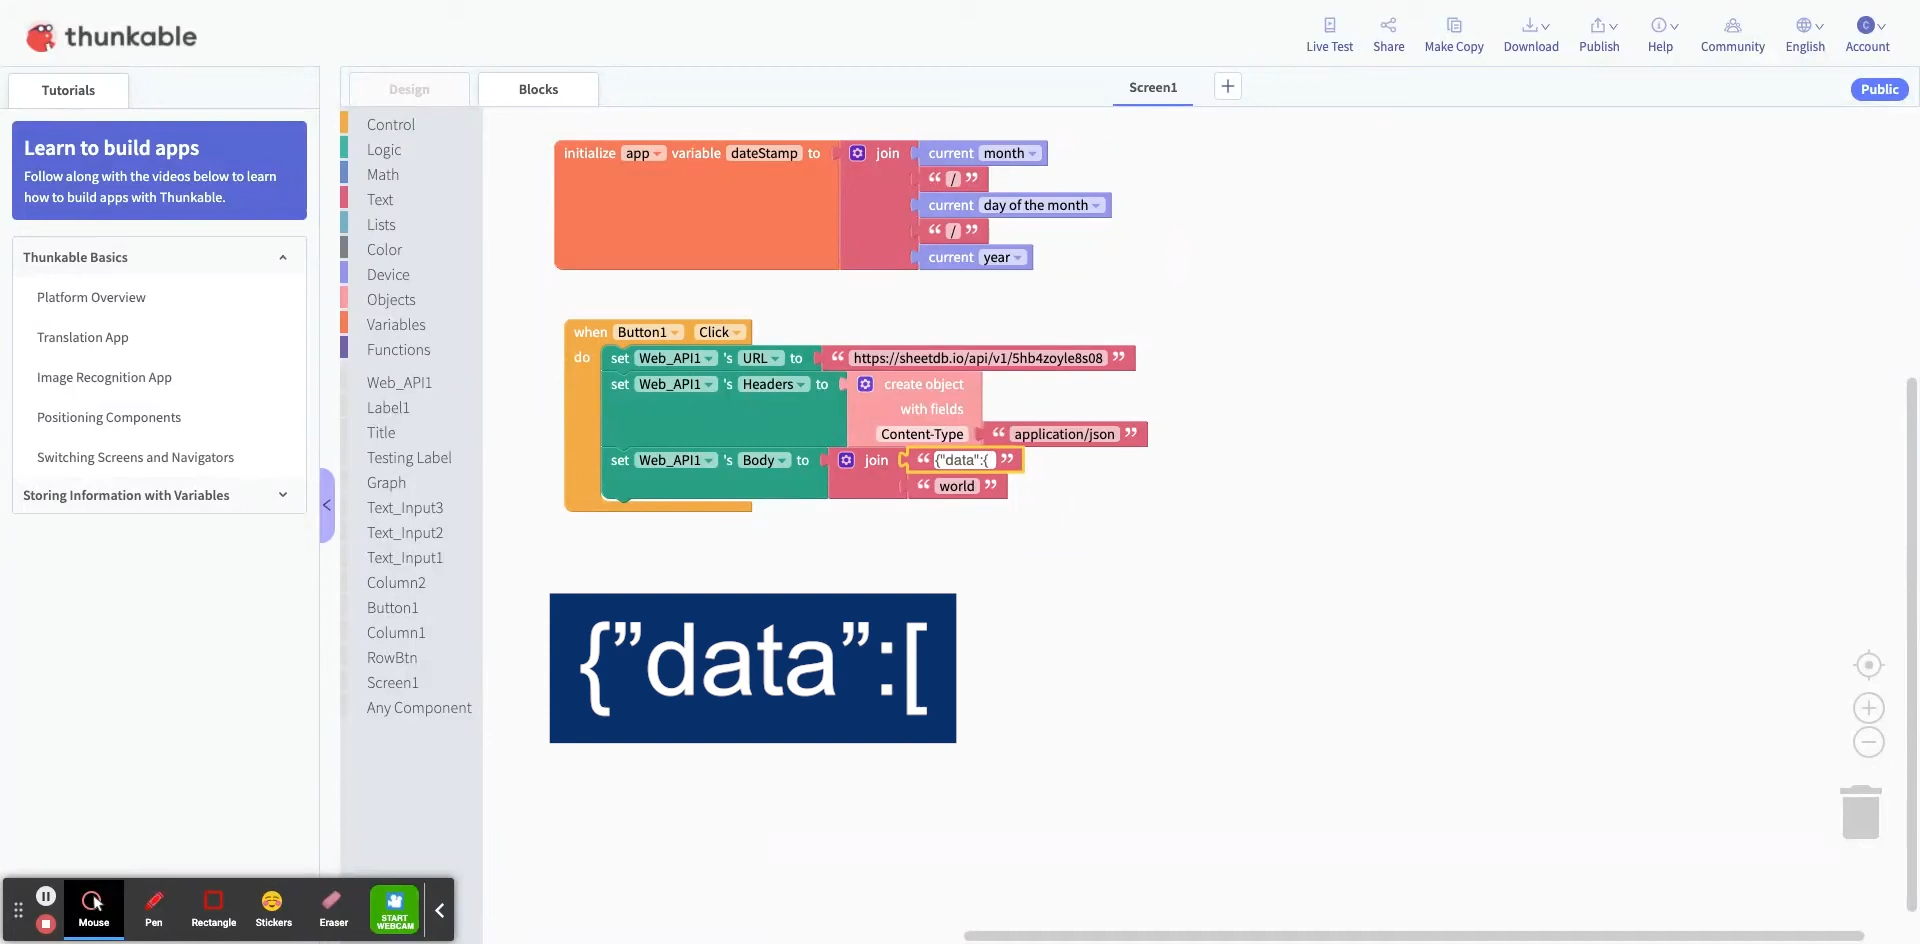 thunkable
Live Test
Share
Make Copy
Download
Publish
Help
Community
English
C
Account
Tutorials
Design
Blocks
Screen1
+
Public
Learn to build apps
Follow along with the videos below to learn
how to build apps with Thunkable.
Thunkable Basics
Platform Overview
Translation App
Image Recognition App
Positioning Components
Switching Screens and Navigators
Storing Information with Variables
Control
Logic
Math
Text
Lists
Color
Device
Objects
Variables
Functions
Web_API1
Label1
Title
Testing Label
Graph
Text_Input3
Text_Input2
Text_Input1
Column2
Button1
Column1
RowBtn
Screen1
Any Component
initialize app variable dateStamp to join current month
“ / ”
current day of the month
“ / ”
current year
when Button1 Click
do set Web_API1 's URL to “ https://sheetdb.io/api/v1/5hb4zoyle8s08 ”
set Web_API1 's Headers to create object
with fields
Content-Type “ application/json ”
set Web_API1 's Body to join “ {"data":{ ”
“ world ”
{”data”:[
Mouse
Pen
Rectangle
Stickers
Eraser
START
WEBCAM